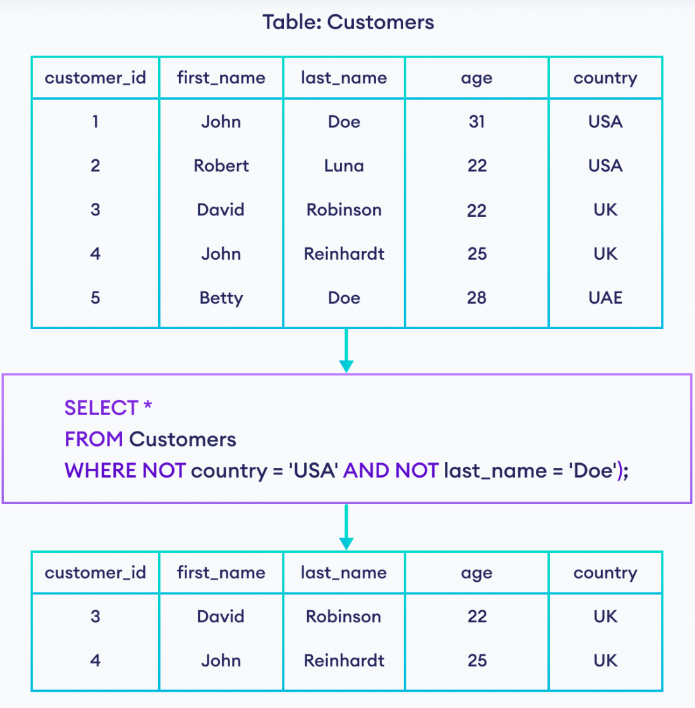 Table: Customers
customer_id first_name last_name age country
1 John Doe 31 USA
2 Robert Luna 22 USA
3 David Robinson 22 UK
4 John Reinhardt 25 UK
5 Betty Doe 28 UAE
SELECT *
FROM Customers
WHERE NOT country = 'USA' AND NOT last_name = 'Doe');
customer_id first_name last_name age country
3 David Robinson 22 UK
4 John Reinhardt 25 UK